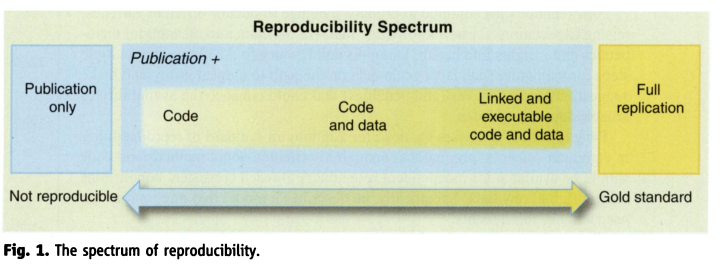 Reproducibility Spectrum
Publication +
Publication
only
Code
Code
and data
Linked and
executable
code and data
Full
replication
Not reproducible
Gold standard
Fig. 1. The spectrum of reproducibility.